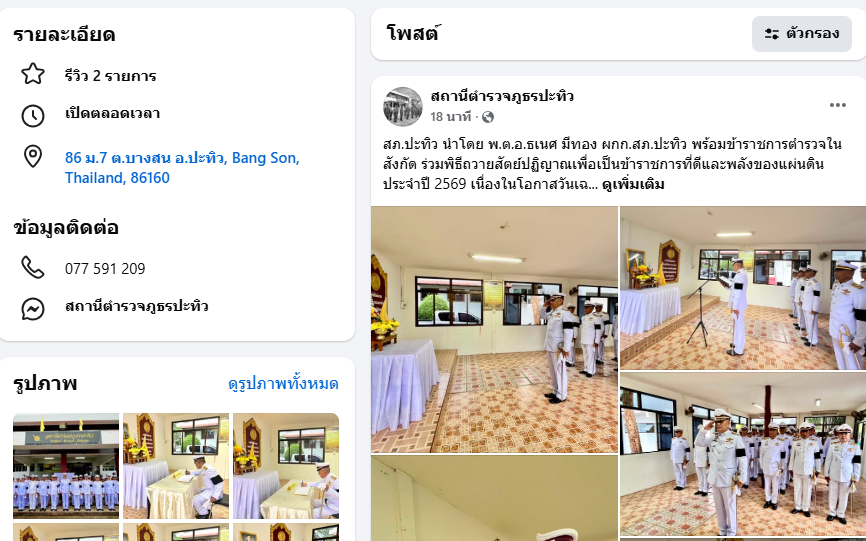 รายละเอียด
รีวิว 2 รายการ
เปิดตลอดเวลา
86 ม.7 ต.บางสน อ.ปะทิว, Bang Son,
Thailand, 86160
ข้อมูลติดต่อ
077 591 209
สถานีตำรวจภูธรปะทิว
รูปภาพ
ดูรูปภาพทั้งหมด
โพสต์
ตัวกรอง
สถานีตำรวจภูธรปะทิว
18 นาที ·
สภ.ปะทิว นำโดย พ.ต.อ.ธเนศ มีทอง ผกก.สภ.ปะทิว พร้อมข้าราชการตำรวจใน
สังกัด ร่วมพิธีถวายสัตย์ปฏิญาณเพื่อเป็นข้าราชการที่ดีและพลังของแผ่นดิน
ประจำปี 2569 เนื่องในโอกาสวันเฉ... ดูเพิ่มเติม